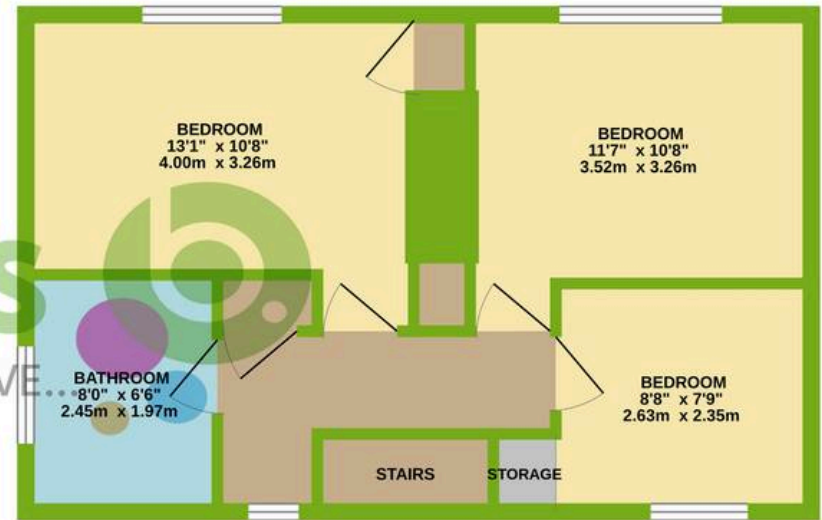 BEDROOM
13'1" x 10'8"
4.00m x 3.26m
BEDROOM
11'7" x 10'8"
3.52m x 3.26m
BATHROOM
8'0" x 6'6"
2.45m x 1.97m
BEDROOM
8'8" x 7'9"
2.63m x 2.35m
STAIRS
STORAGE